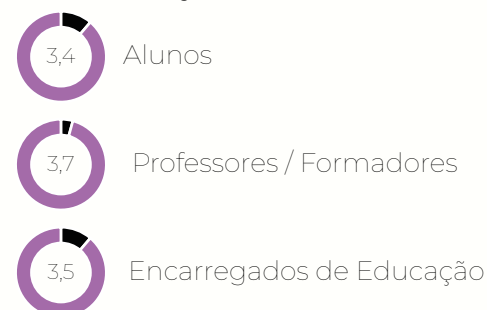 3,4 Alunos
3,7 Professores / Formadores
3,5 Encarregados de Educação